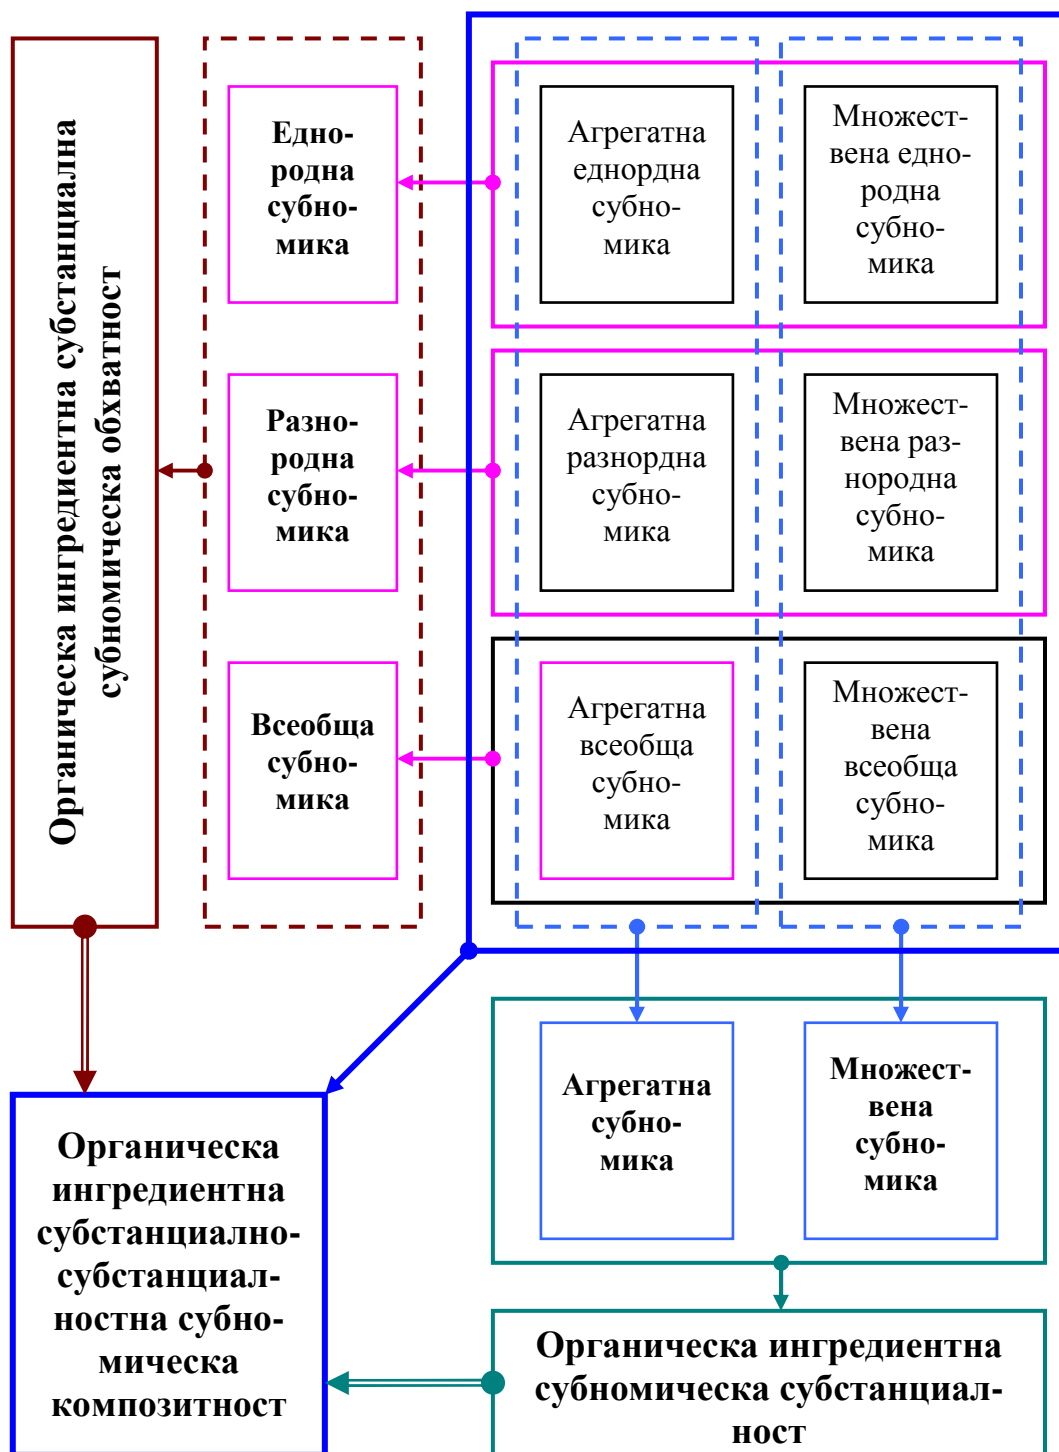 Органическа ингредиентна субстанциална
субномическа обхватност
Едно-
родна
субно-
мика
Агрегатна
еднордна
субно-
мика
Множест-
вена едно-
родна
субно-
мика
Разно-
родна
субно-
мика
Агрегатна
разнордна
субно-
мика
Множест-
вена раз-
нородна
субно-
мика
Всеобща
субно-
мика
Агрегатна
всеобща
субно-
мика
Множест-
вена
всеобща
субно-
мика
Агрегатна
субно-
мика
Множест-
вена
субно-
мика
Органическа
ингредиентна
субстанциално-
субстанциал-
ностна субно-
мическа
композитност
Органическа ингредиентна
субномическа субстанциал-
ност